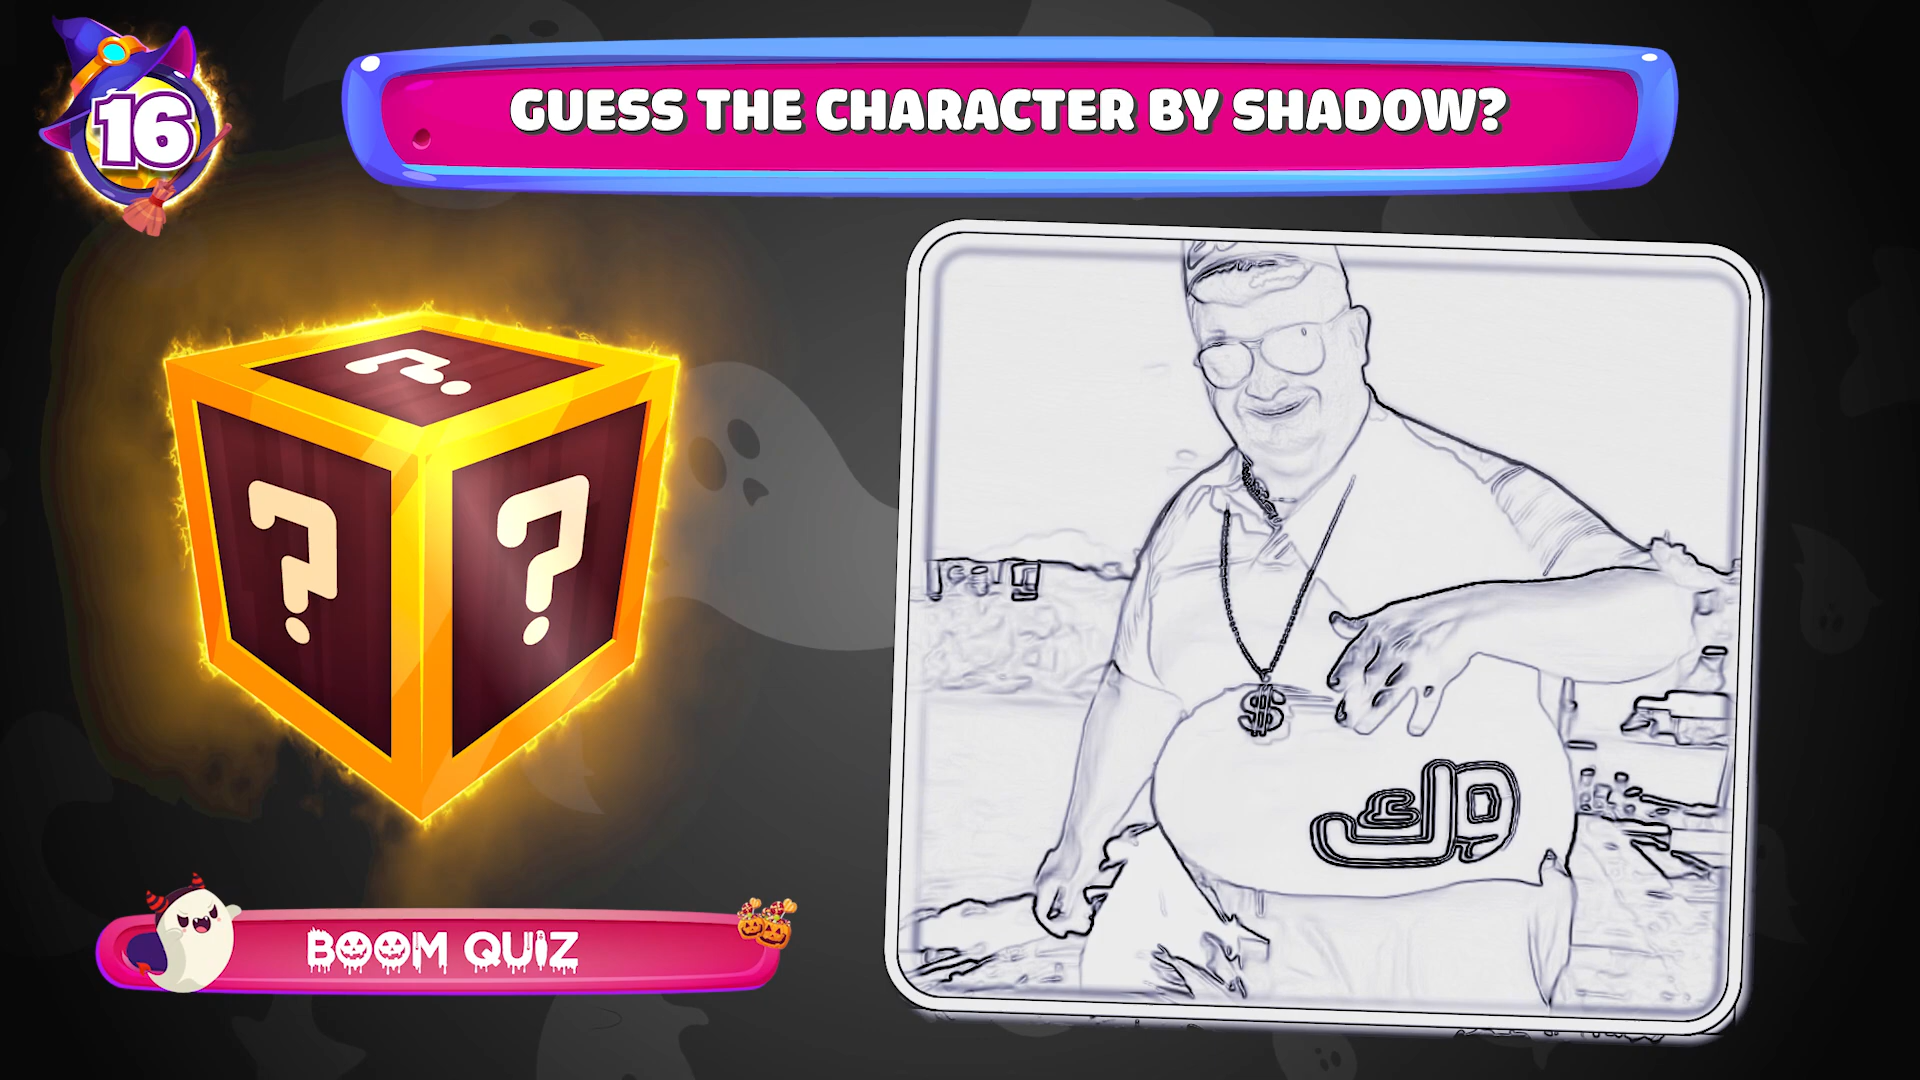 16
GUESS THE CHARACTER BY SHADOW?
?
? ?
$
BOOM QUIZ